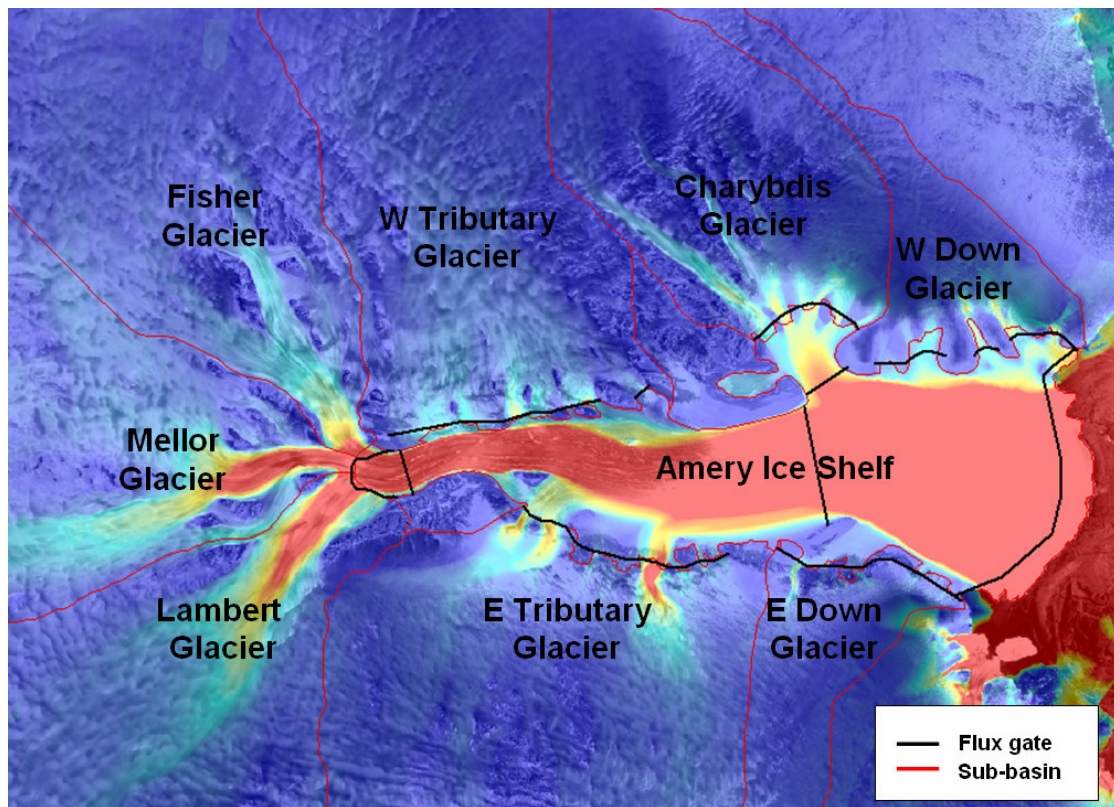 Fisher
Glacier
W Tributary
Glacier
Charybdis
Glacier
W Down
Glacier
Mellor
Glacier
Amery Ice Shelf
Lambert
Glacier
E Tributary
Glacier
E Down
Glacier
Flux gate
Sub-basin